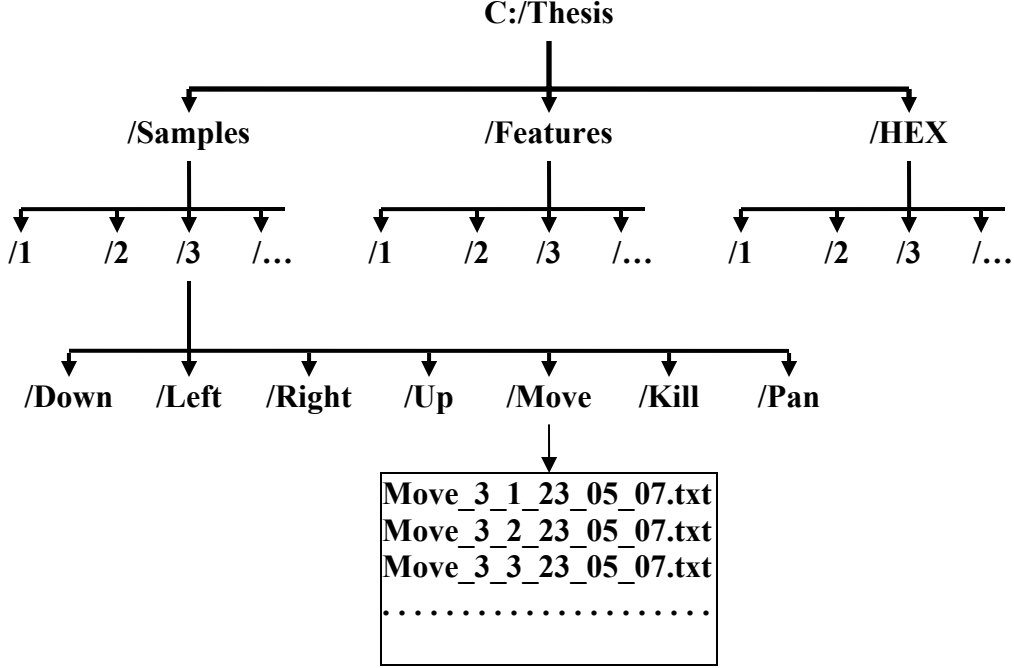 C:/Thesis
/Samples /Features /HEX
/1 /2 /3 /… /1 /2 /3 /… /1 /2 /3 /…
/Down /Left /Right /Up /Move /Kill /Pan
Move_3_1_23_05_07.txt
Move_3_2_23_05_07.txt
Move_3_3_23_05_07.txt
. . . . . . . . . . . . . . . . . . . . .